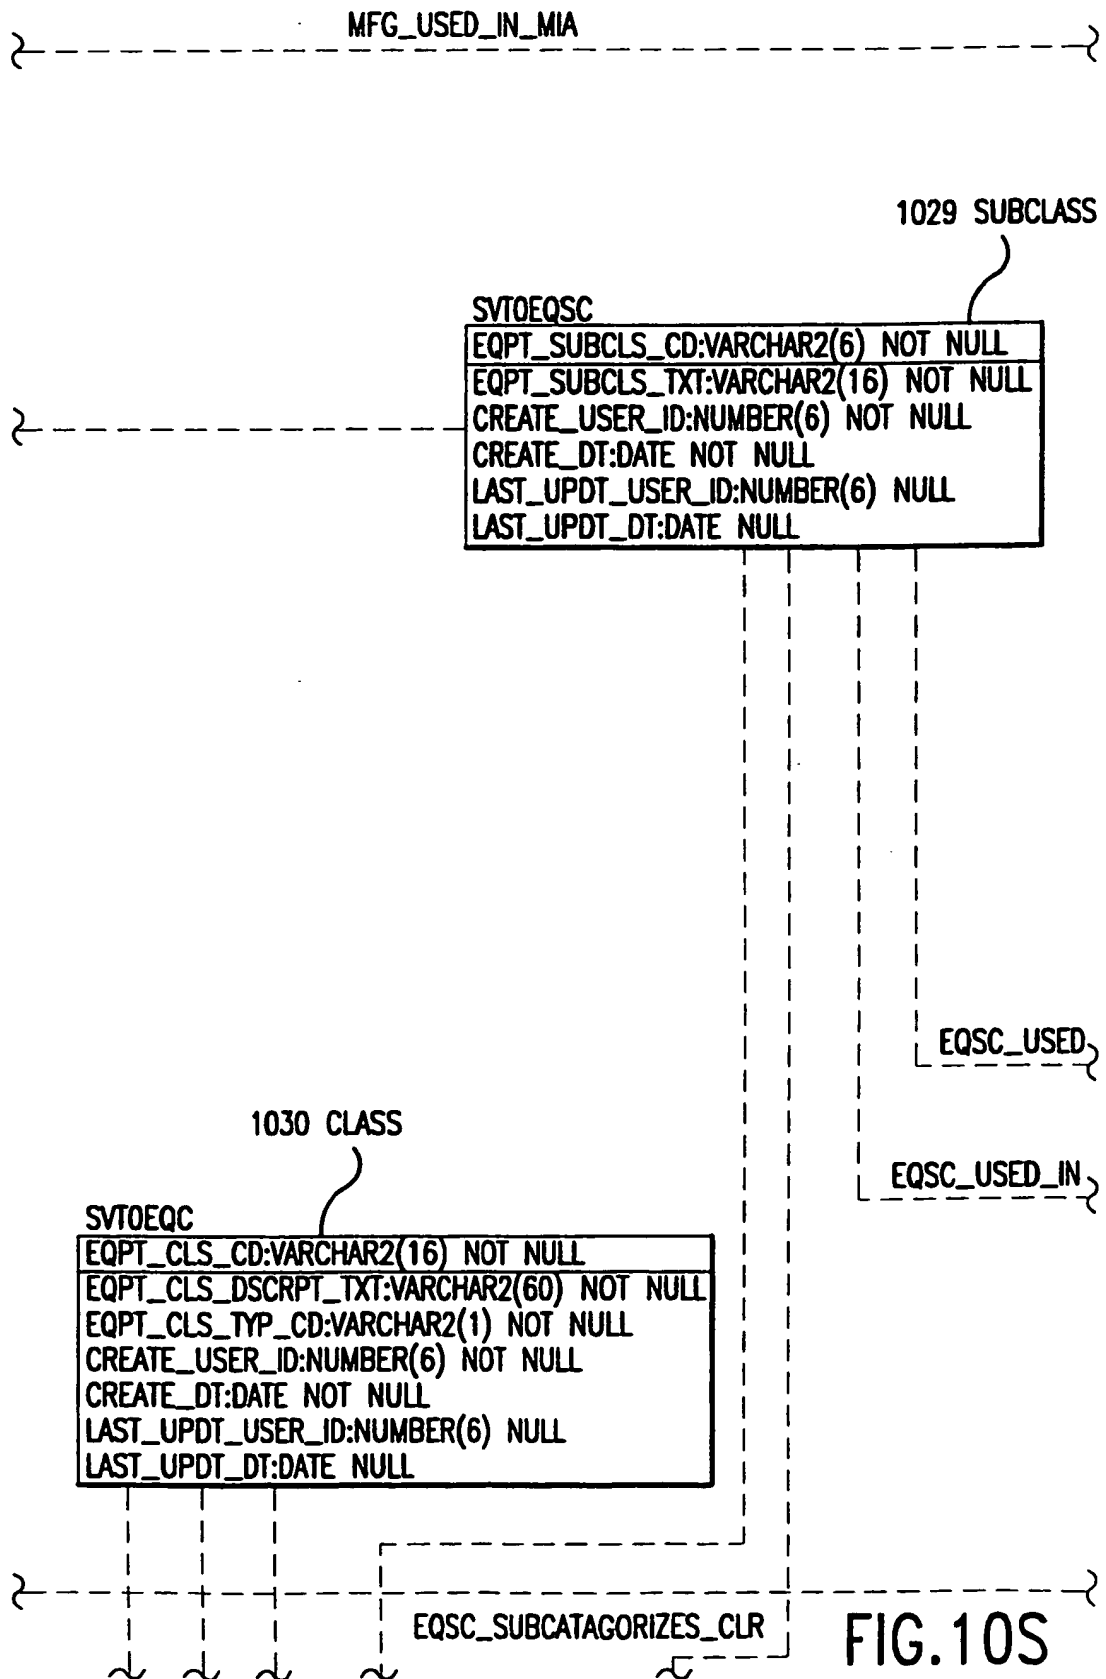 MFG_USED_IN_MIA
1029 SUBCLASS
SVT0EQSC
EQPT_SUBCLS_CD:VARCHAR2(6) NOT NULL
EQPT_SUBCLS_TXT:VARCHAR2(16) NOT NULL
CREATE_USER_ID:NUMBER(6) NOT NULL
CREATE_DT:DATE NOT NULL
LAST_UPDT_USER_ID:NUMBER(6) NULL
LAST_UPDT_DT:DATE NULL
EQSC_USED
1030 CLASS
EQSC_USED_IN
SVT0EQC
EQPT_CLS_CD:VARCHAR2(16) NOT NULL
EQPT_CLS_DSCRPT_TXT:VARCHAR2(60) NOT NULL
EQPT_CLS_TYP_CD:VARCHAR2(1) NOT NULL
CREATE_USER_ID:NUMBER(6) NOT NULL
CREATE_DT:DATE NOT NULL
LAST_UPDT_USER_ID:NUMBER(6) NULL
LAST_UPDT_DT:DATE NULL
EQSC_SUBCATAGORIZES_CLR
FIG.10S